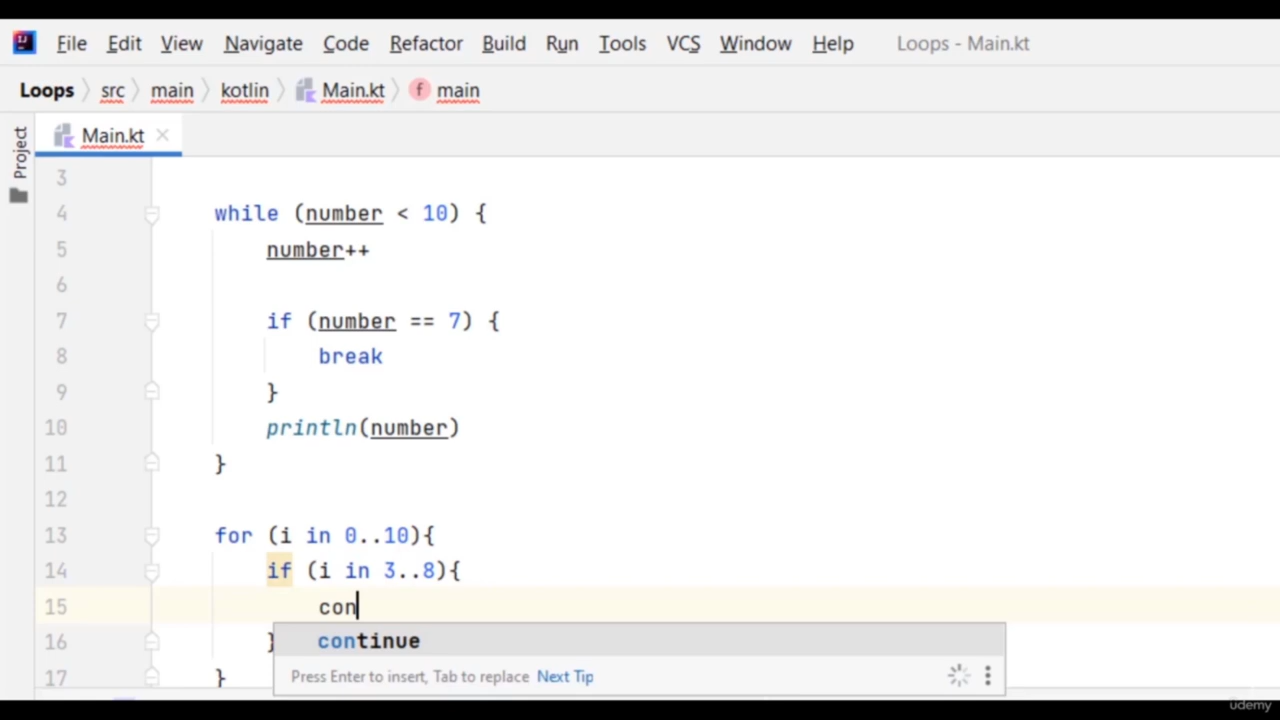 File Edit View Navigate Code Refactor Build Run Tools VCS Window Help Loops - Main.kt
Loops src main kotlin Main.kt f main
Project
Main.kt
3
4 while (number < 10) {
5 number++
6
7 if (number == 7) {
8 break
9 }
10 println(number)
11 }
12
13 for (i in 0..10){
14 if (i in 3..8){
15 con
16 }
continue
Press Enter to insert, Tab to replace Next Tip
17 }
udemy